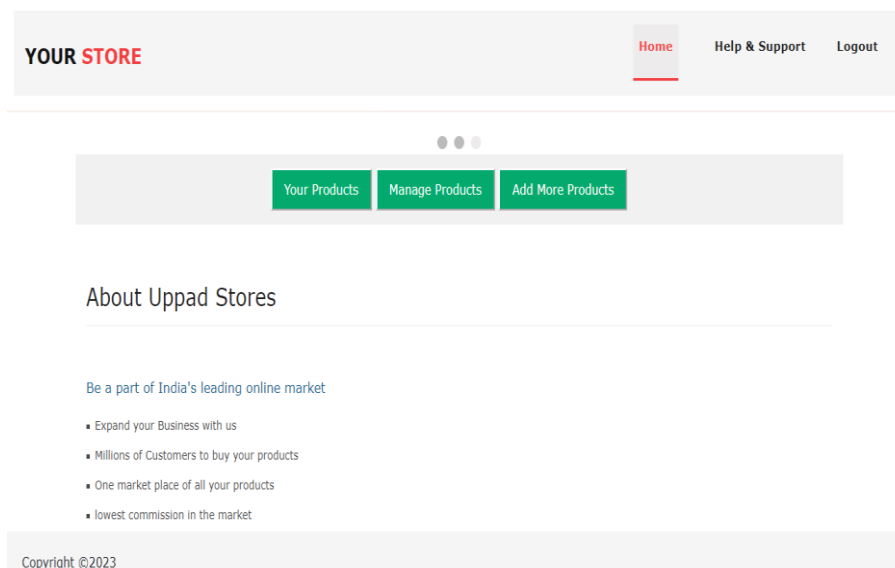 YOUR STORE
Home Help & Support Logout
Your Products Manage Products Add More Products
About Uppad Stores
Be a part of India's leading online market
Expand your Business with us
Millions of Customers to buy your products
One market place of all your products
lowest commission in the market
Copyright ©2023